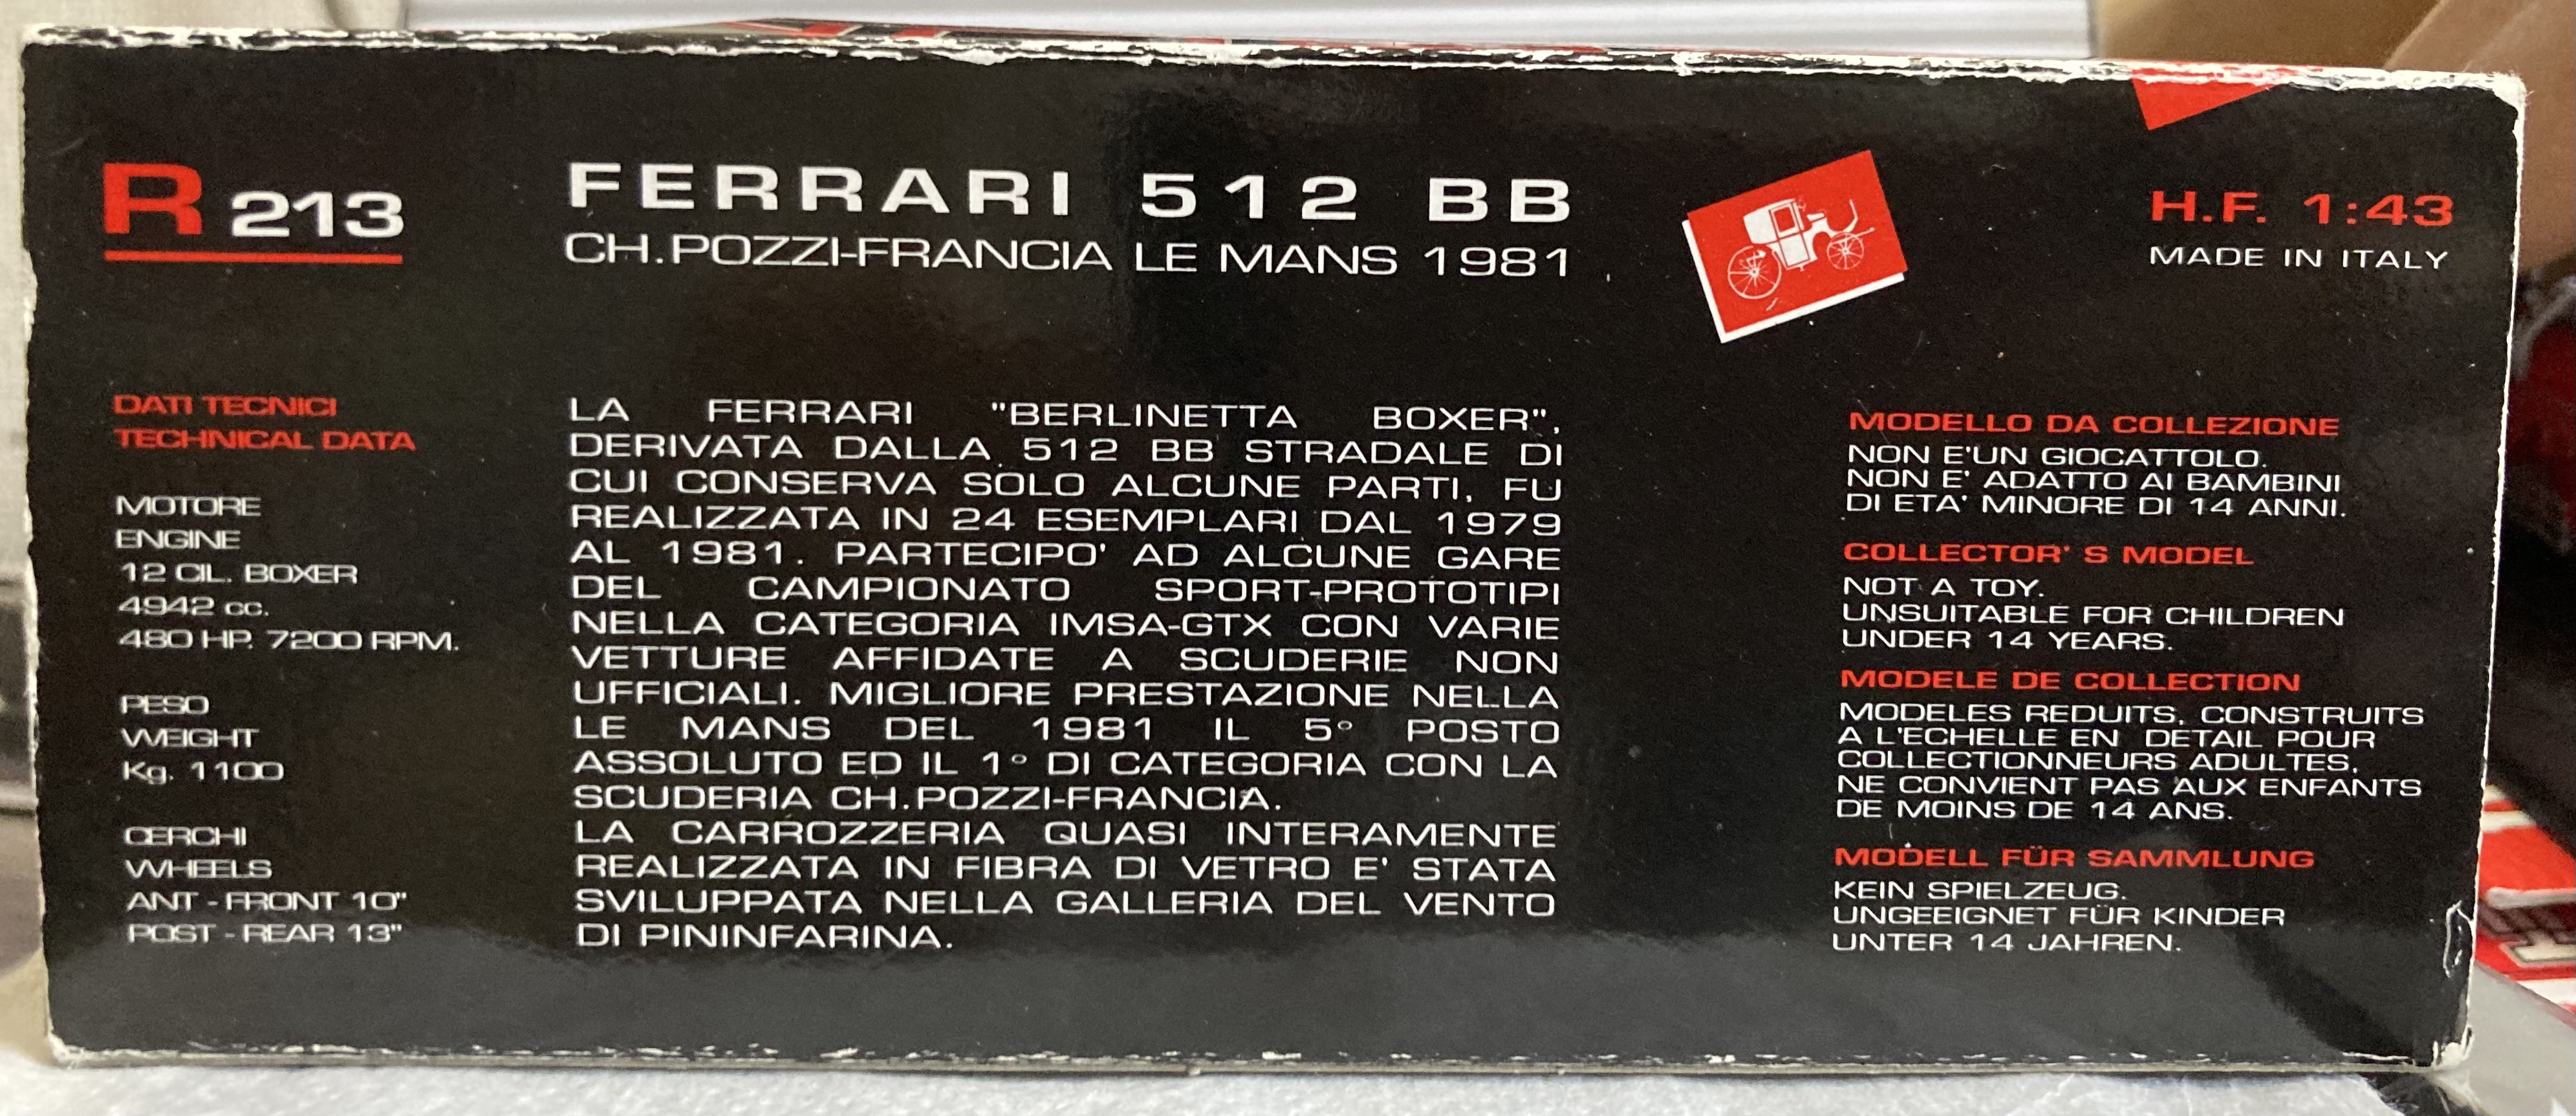 R 213
FERRARI 512 BB
CH.POZZI-FRANCIA LE MANS 1981
H.F. 1:43
MADE IN ITALY
DATI TECNICI
TECHNICAL DATA
MOTORE
ENGINE
12 CIL. BOXER
4942 cc.
480 HP. 7200 RPM.
PESO
WEIGHT
Kg. 1100
CERCHI
WHEELS
ANT - FRONT 10"
POST - REAR 13"
LA FERRARI "BERLINETTA BOXER",
DERIVATA DALLA 512 BB STRADALE DI
CUI CONSERVA SOLO ALCUNE PARTI, FU
REALIZZATA IN 24 ESEMPLARI DAL 1979
AL 1981. PARTECIPO' AD ALCUNE GARE
DEL CAMPIONATO SPORT-PROTOTIPI
NELLA CATEGORIA IMSA-GTX CON VARIE
VETTURE AFFIDATE A SCUDERIE NON
UFFICIALI. MIGLIORE PRESTAZIONE NELLA
LE MANS DEL 1981 IL 5° POSTO
ASSOLUTO ED IL 1° DI CATEGORIA CON LA
SCUDERIA CH.POZZI-FRANCIA.
LA CARROZZERIA QUASI INTERAMENTE
REALIZZATA IN FIBRA DI VETRO E' STATA
SVILUPPATA NELLA GALLERIA DEL VENTO
DI PININFARINA.
MODELLO DA COLLEZIONE
NON E'UN GIOCATTOLO.
NON E' ADATTO AI BAMBINI
DI ETA' MINORE DI 14 ANNI.
COLLECTOR' S MODEL
NOT A TOY.
UNSUITABLE FOR CHILDREN
UNDER 14 YEARS.
MODELE DE COLLECTION
MODELES REDUITS, CONSTRUITS
A L'ECHELLE EN DETAIL POUR
COLLECTIONNEURS ADULTES,
NE CONVIENT PAS AUX ENFANTS
DE MOINS DE 14 ANS.
MODELL FÜR SAMMLUNG
KEIN SPIELZEUG.
UNGEEIGNET FÜR KINDER
UNTER 14 JAHREN.